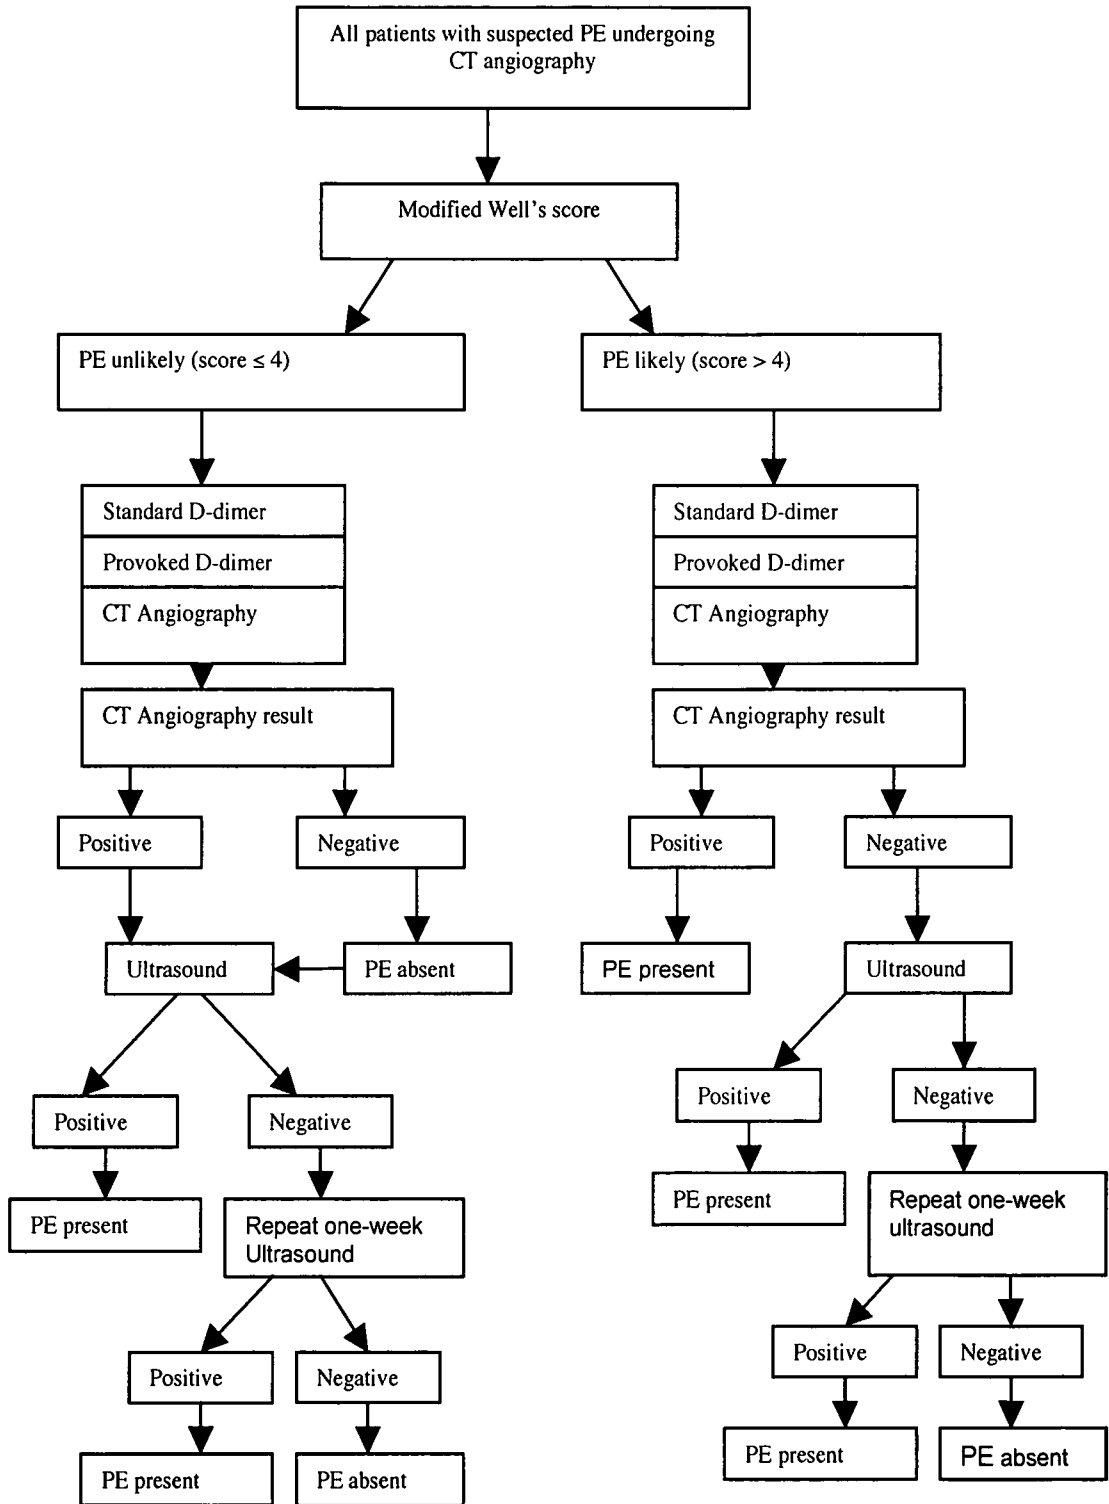 All patients with suspected PE undergoing
CT angiography
Modified Well's score
PE unlikely (score ≤ 4)
PE likely (score > 4)
Standard D-dimer
Provoked D-dimer
CT Angiography
Standard D-dimer
Provoked D-dimer
CT Angiography
CT Angiography result
CT Angiography result
Positive
Negative
Positive
Negative
Ultrasound
PE absent
PE present
Ultrasound
Positive
Negative
Positive
Negative
PE present
Repeat one-week
Ultrasound
PE present
Repeat one-week
ultrasound
Positive
Negative
Positive
Negative
PE present
PE absent
PE present
PE absent